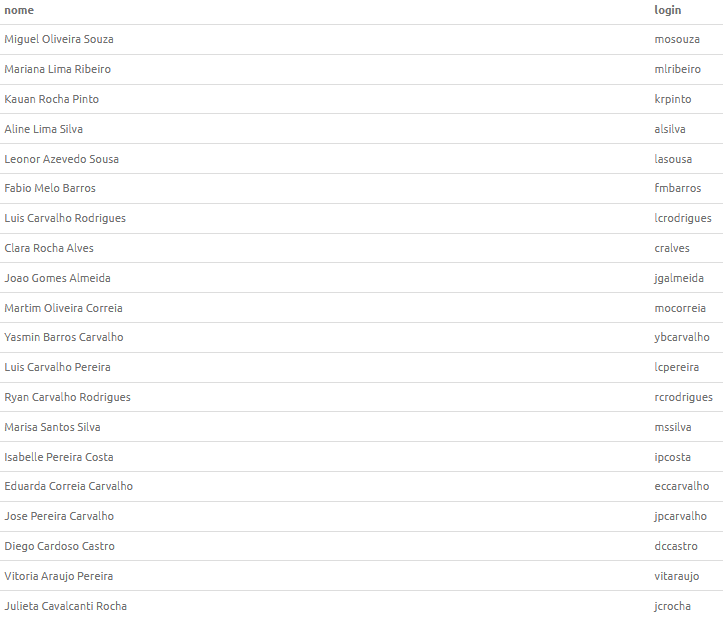 nome login
Miguel Oliveira Souza mosouza
Mariana Lima Ribeiro mlribeiro
Kauan Rocha Pinto krpinto
Aline Lima Silva alsilva
Leonor Azevedo Sousa lasousa
Fabio Melo Barros fmbarros
Luis Carvalho Rodrigues lcrodrigues
Clara Rocha Alves cralves
Joao Gomes Almeida jgalmeida
Martim Oliveira Correia mocorreia
Yasmin Barros Carvalho ybcarvalho
Luis Carvalho Pereira lcpereira
Ryan Carvalho Rodrigues rcrodrigues
Marisa Santos Silva mssilva
Isabelle Pereira Costa ipcosta
Eduarda Correia Carvalho eccarvalho
Jose Pereira Carvalho jpcarvalho
Diego Cardoso Castro dccastro
Vitoria Araujo Pereira vitaraujo
Julieta Cavalcanti Rocha jcrocha